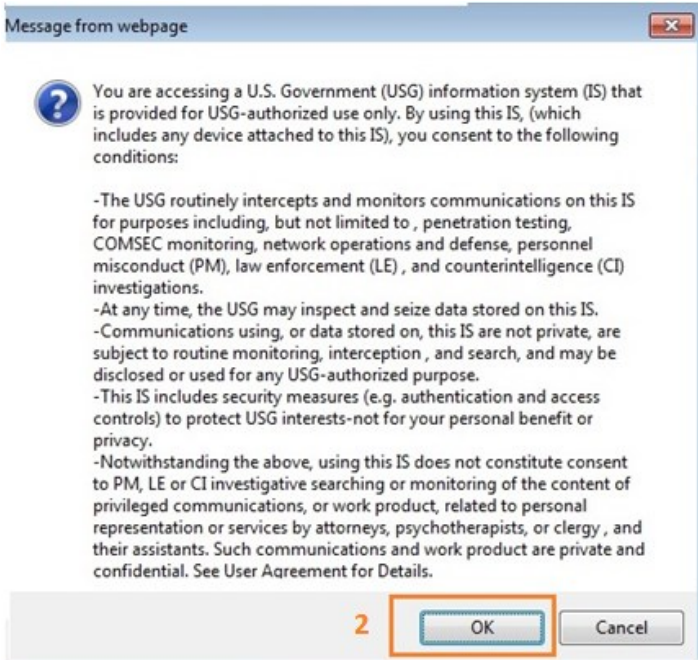 Message from webpage
You are accessing a U.S. Government (USG) information system (IS) that
is provided for USG-authorized use only. By using this IS, (which
includes any device attached to this IS), you consent to the following
conditions:
-The USG routinely intercepts and monitors communications on this IS
for purposes including, but not limited to , penetration testing,
COMSEC monitoring, network operations and defense, personnel
misconduct (PM), law enforcement (LE) , and counterintelligence (CI)
investigations.
-At any time, the USG may inspect and seize data stored on this IS.
-Communications using, or data stored on, this IS are not private, are
subject to routine monitoring, interception , and search, and may be
disclosed or used for any USG-authorized purpose.
-This IS includes security measures (e.g. authentication and access
controls) to protect USG interests-not for your personal benefit or
privacy.
-Notwithstanding the above, using this IS does not constitute consent
to PM, LE or CI investigative searching or monitoring of the content of
privileged communications, or work product, related to personal
representation or services by attorneys, psychotherapists, or clergy , and
their assistants. Such communications and work product are private and
confidential. See User Agreement for Details.
2 OK Cancel